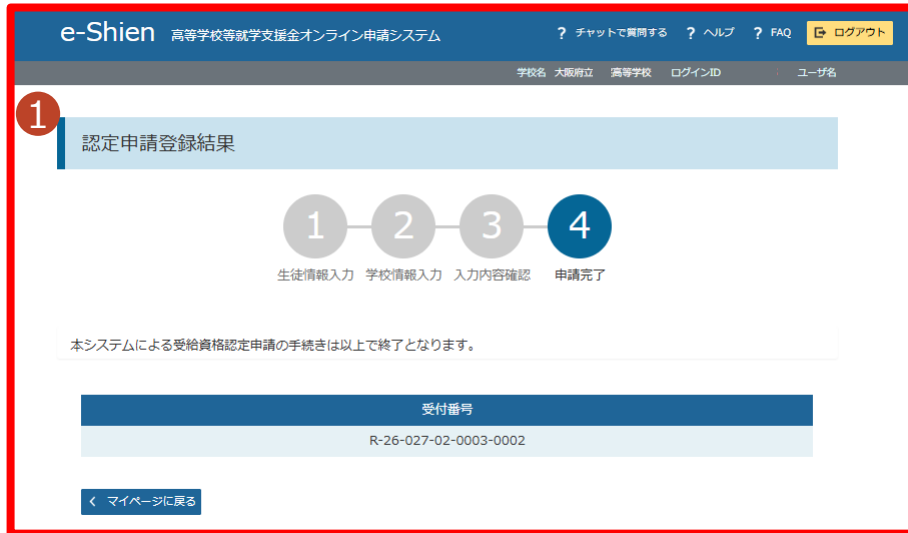 e-Shien 高等学校等就学支援金オンライン申請システム ? チャットで質問する ? ヘルプ ? FAQ ログアウト
学校名 大阪府立 高等学校 ログインID ユーザ名
1
認定申請登録結果
1 2 3 4
生徒情報入力 学校情報入力 入力内容確認 申請完了
本システムによる受給資格認定申請の手続きは以上で終了となります。
受付番号
R-26-027-02-0003-0002
マイページに戻る